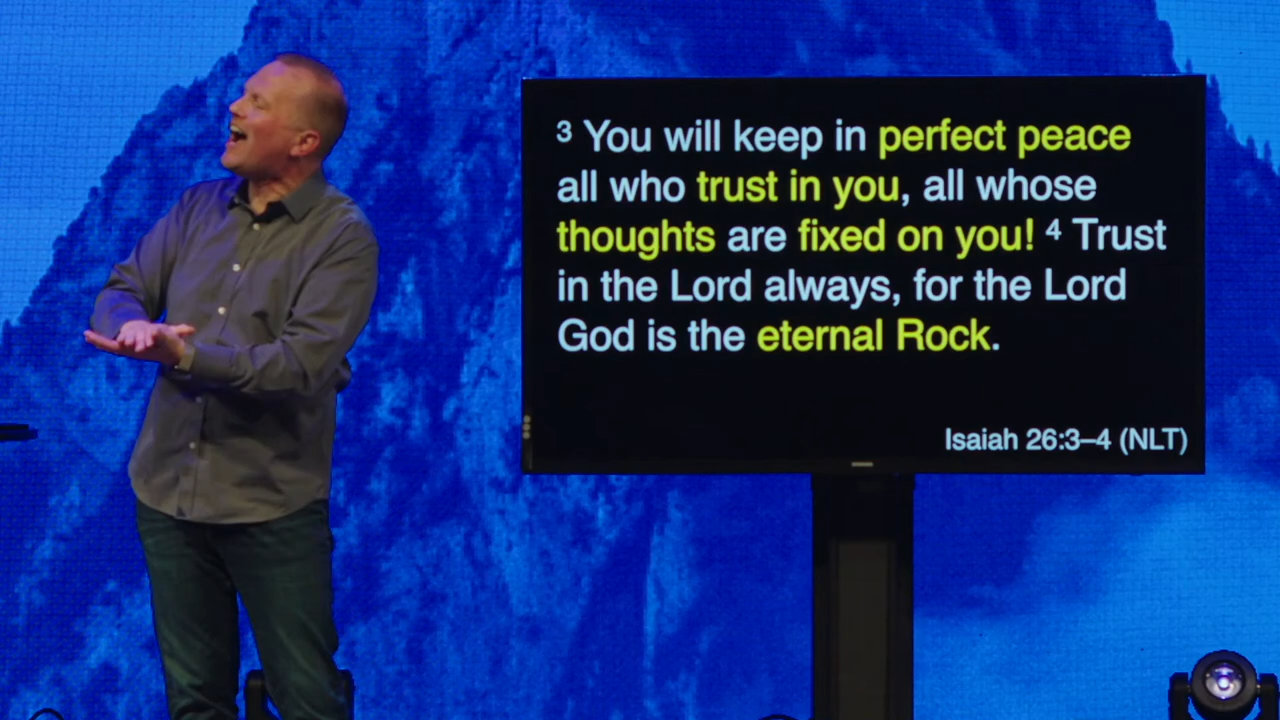 ³ You will keep in perfect peace
all who trust in you, all whose
thoughts are fixed on you! ⁴ Trust
in the Lord always, for the Lord
God is the eternal Rock.
Isaiah 26:3–4 (NLT)